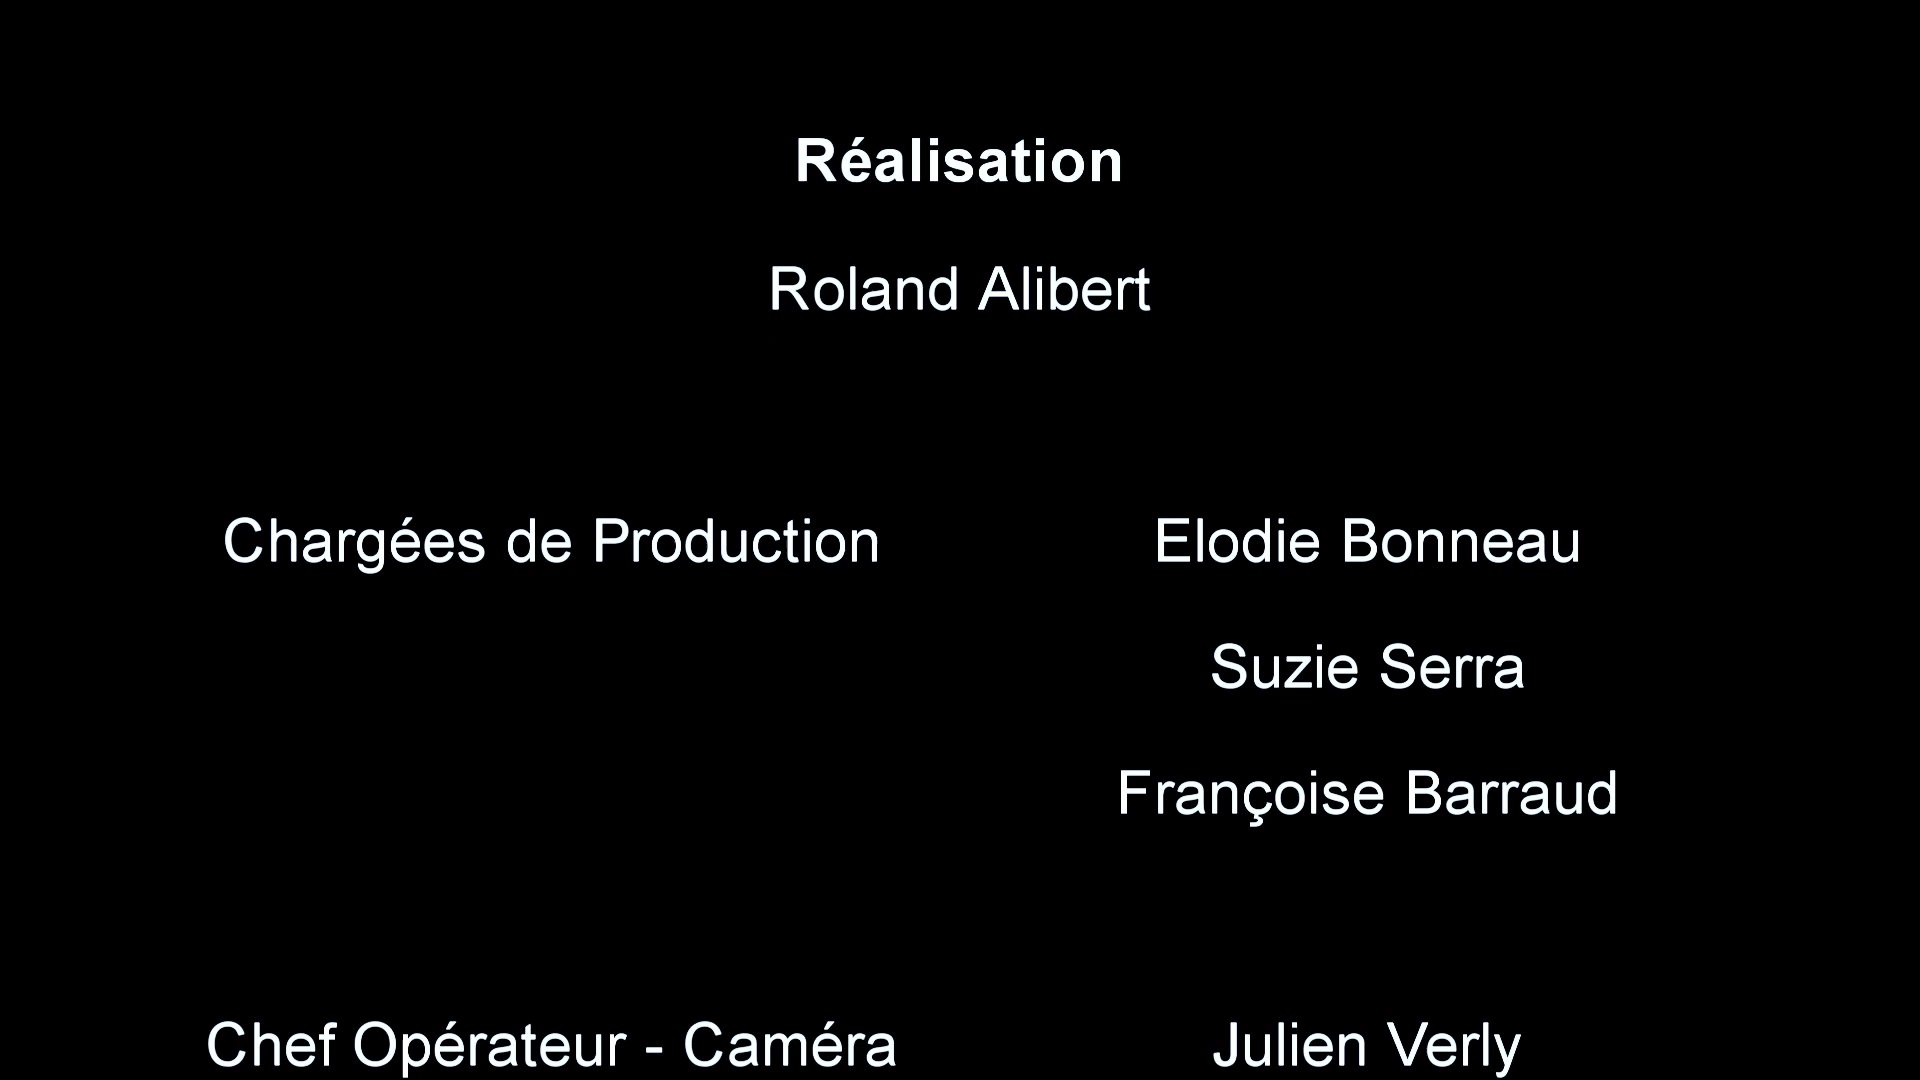 Réalisation
Roland Alibert
Chargées de Production Elodie Bonneau
Suzie Serra
Françoise Barraud
Chef Opérateur - Caméra Julien Verly